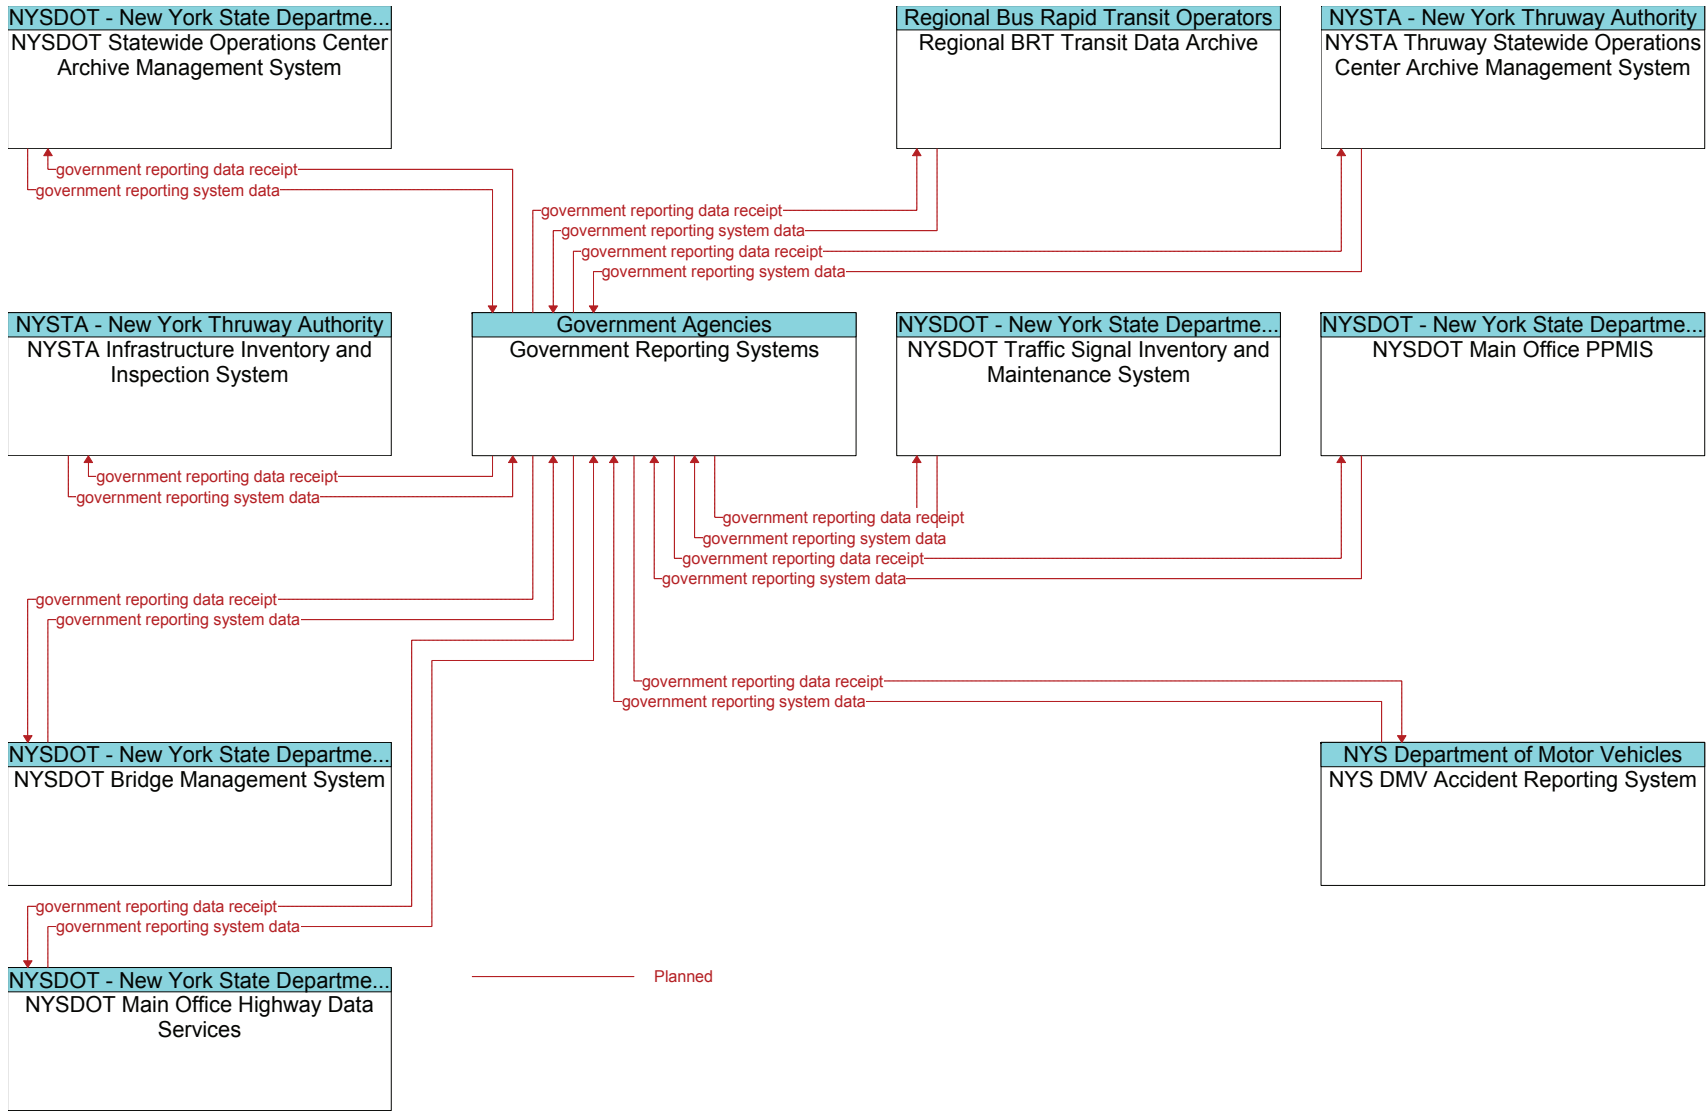 NYSDOT - New York State Departme...
NYSDOT Statewide Operations Center
Archive Management System
Regional Bus Rapid Transit Operators
Regional BRT Transit Data Archive
NYSTA - New York Thruway Authority
NYSTA Thruway Statewide Operations
Center Archive Management System
government reporting data receipt
government reporting system data
government reporting data receipt
government reporting system data
government reporting data receipt
government reporting system data
NYSTA - New York Thruway Authority
NYSTA Infrastructure Inventory and
Inspection System
Government Agencies
Government Reporting Systems
NYSDOT - New York State Departme...
NYSDOT Traffic Signal Inventory and
Maintenance System
NYSDOT - New York State Departme...
NYSDOT Main Office PPMIS
government reporting data receipt
government reporting system data
government reporting data receipt
government reporting system data
government reporting data receipt
government reporting system data
government reporting data receipt
government reporting system data
government reporting data receipt
government reporting system data
NYSDOT - New York State Departme...
NYSDOT Bridge Management System
NYS Department of Motor Vehicles
NYS DMV Accident Reporting System
government reporting data receipt
government reporting system data
NYSDOT - New York State Departme...
NYSDOT Main Office Highway Data
Services
Planned